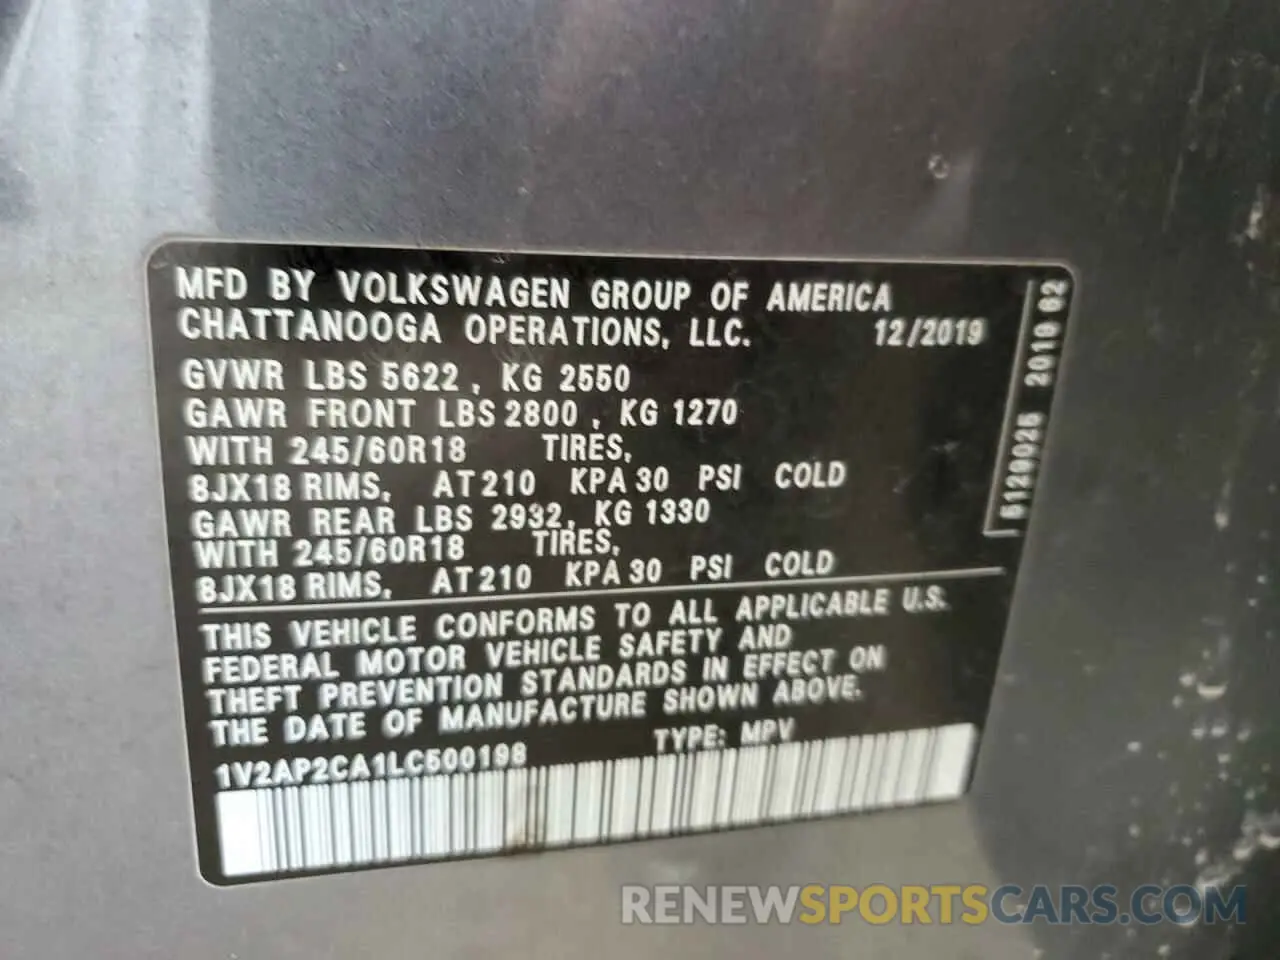 MFD BY VOLKSWAGEN GROUP OF AMERICA
CHATTANOOGA OPERATIONS, LLC. 12/2019
GVWR LBS 5622, KG 2550
GAWR FRONT LBS 2800, KG 1270
WITH 245/60R18 TIRES,
8JX18 RIMS, AT 210 KPA 30 PSI COLD
GAWR REAR LBS 2932, KG 1330
WITH 245/60R18 TIRES,
8JX18 RIMS, AT 210 KPA 30 PSI COLD
THIS VEHICLE CONFORMS TO ALL APPLICABLE U.S.
FEDERAL MOTOR VEHICLE SAFETY AND
THEFT PREVENTION STANDARDS IN EFFECT ON
THE DATE OF MANUFACTURE SHOWN ABOVE.
1V2AP2CA1LC500198 TYPE: MPV
5129025 2019 62
RENEWSPORTSCARS.COM